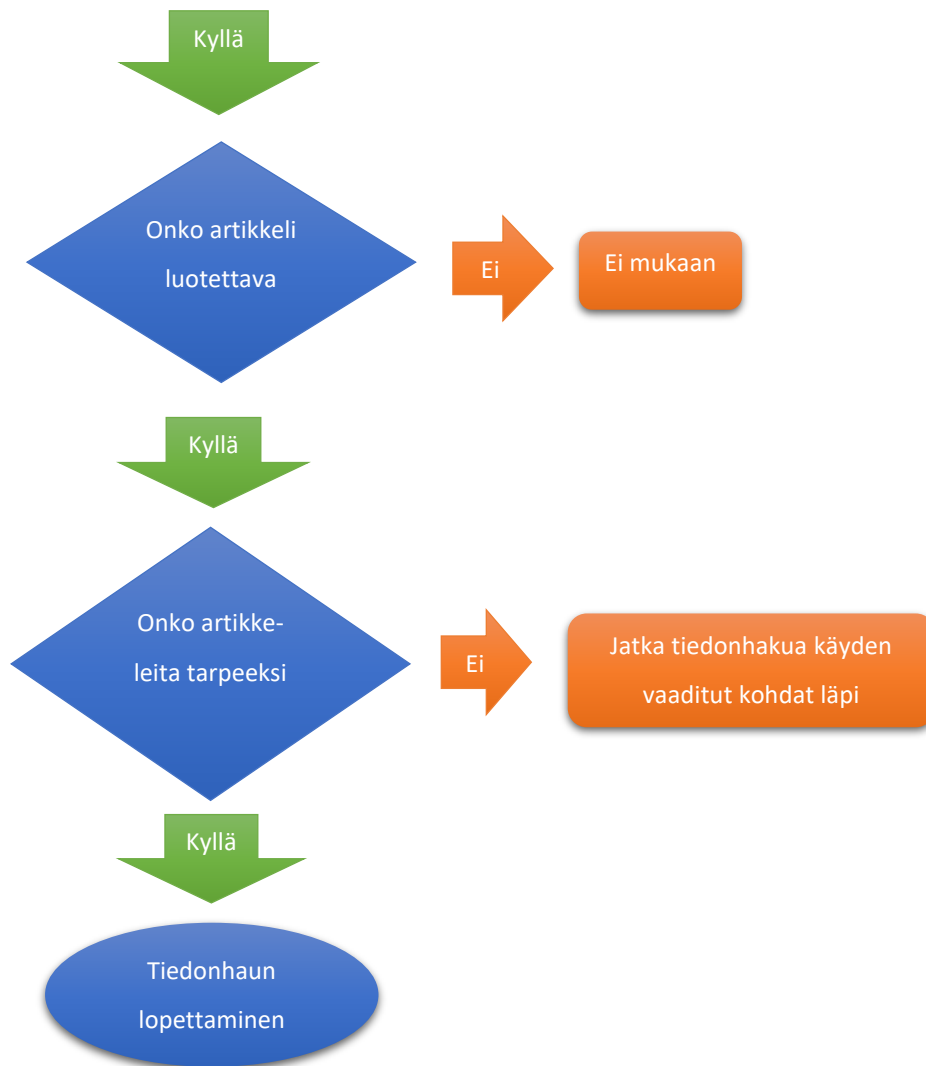 Kyllä
Onko artikkeli
luotettava
Ei
Ei mukaan
Kyllä
Onko artikke-
leita tarpeeksi
Ei
Jatka tiedonhakua käyden
vaaditut kohdat läpi
Kyllä
Tiedonhaun
lopettaminen